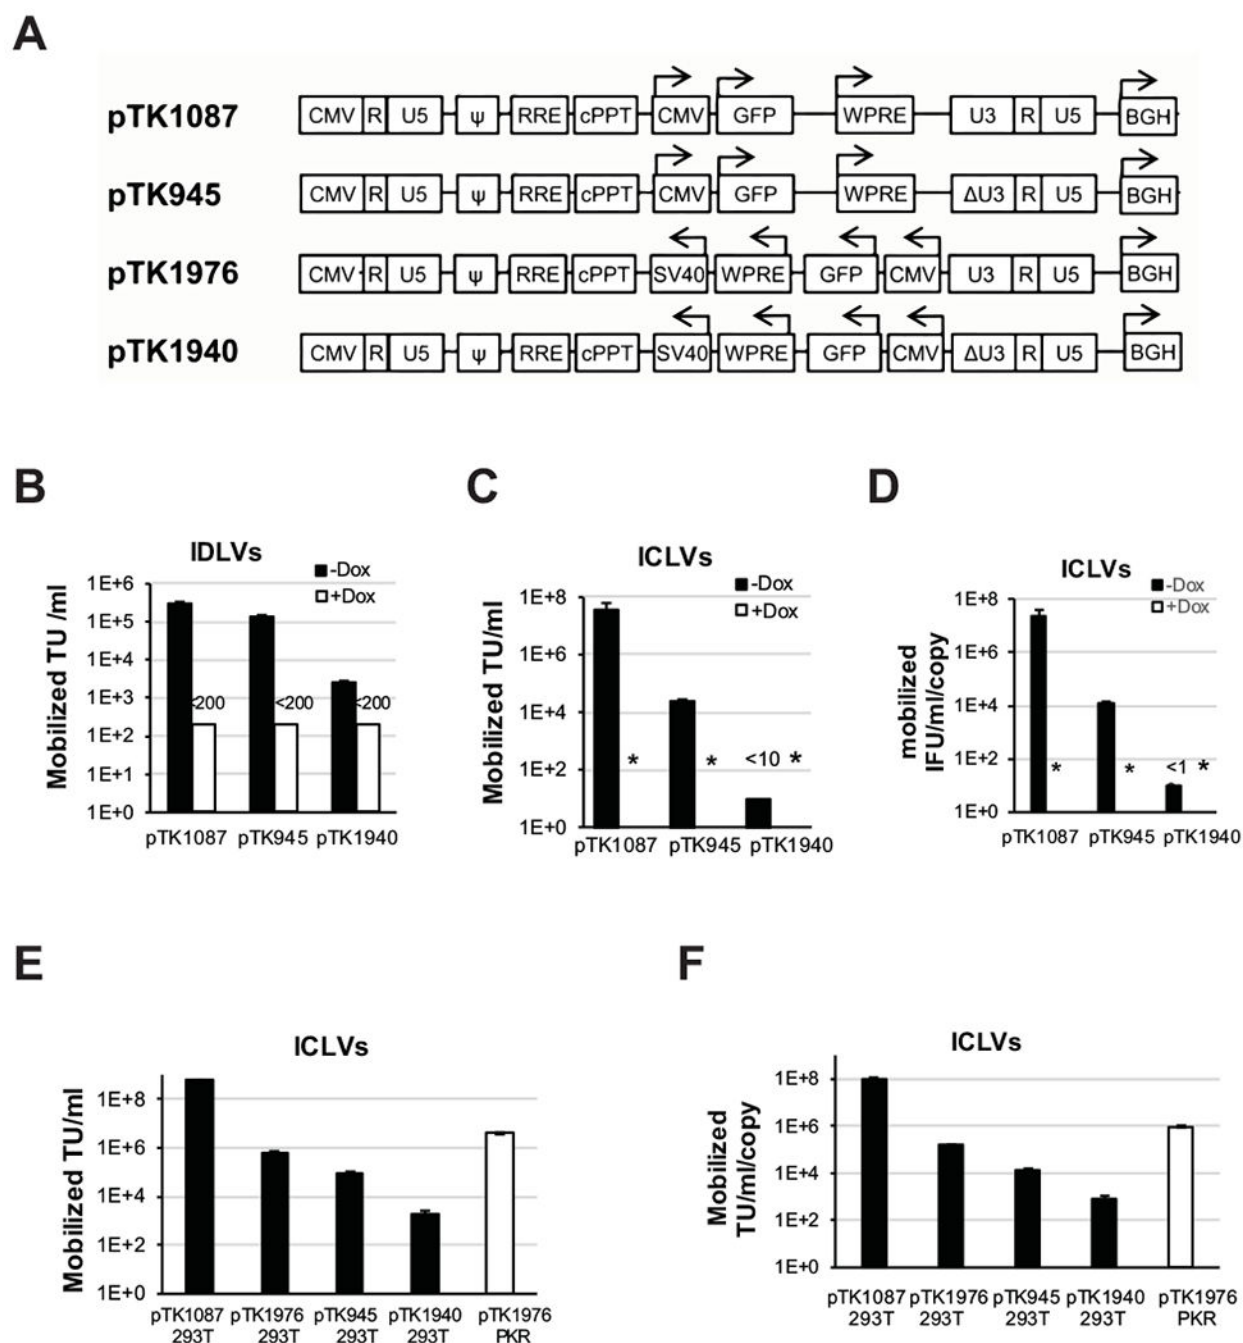 A
pTK1087 CMV R U5 ψ RRE cPPT CMV GFP WPRE U3 R U5 BGH
pTK945 CMV R U5 ψ RRE cPPT CMV GFP WPRE ΔU3 R U5 BGH
pTK1976 CMV R U5 ψ RRE cPPT SV40 WPRE GFP CMV U3 R U5 BGH
pTK1940 CMV R U5 ψ RRE cPPT SV40 WPRE GFP CMV ΔU3 R U5 BGH
B
IDLVs
-Dox
+Dox
Mobilized TU /ml
1E+6
1E+5
1E+4
1E+3
1E+2
1E+1
1E+0
<200 <200 <200
pTK1087 pTK945 pTK1940
C
ICLVs
-Dox
+Dox
Mobilized TU/ml
1E+8
1E+6
1E+4
1E+2
1E+0
* * <10 *
pTK1087 pTK945 pTK1940
D
ICLVs
-Dox
+Dox
mobilized
IFU/ml/copy
1E+8
1E+6
1E+4
1E+2
1E+0
* * <1 *
pTK1087 pTK945 pTK1940
E
ICLVs
Mobilized TU/ml
1E+8
1E+6
1E+4
1E+2
1E+0
pTK1087 pTK1976 pTK945 pTK1940 pTK1976
293T 293T 293T 293T PKR
F
ICLVs
Mobilized
TU/ml/copy
1E+8
1E+6
1E+4
1E+2
1E+0
pTK1087 pTK1976 pTK945 pTK1940 pTK1976
293T 293T 293T 293T PKR